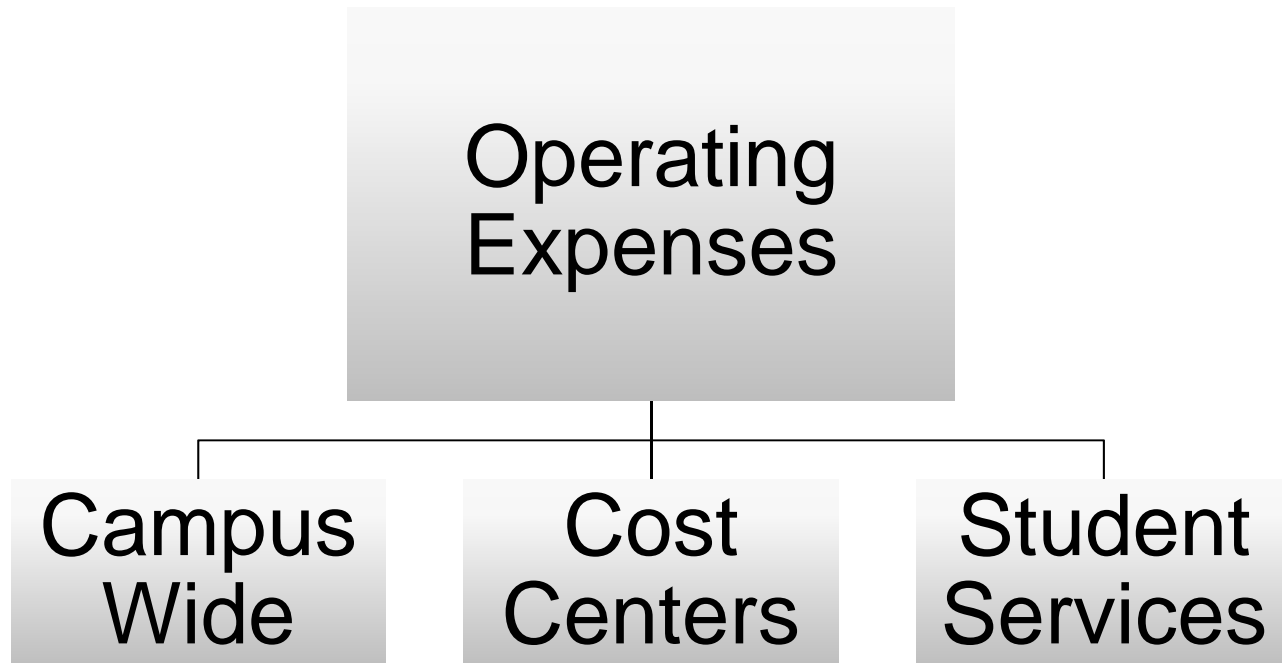 Operating
Expenses
Campus
Wide
Cost
Centers
Student
Services